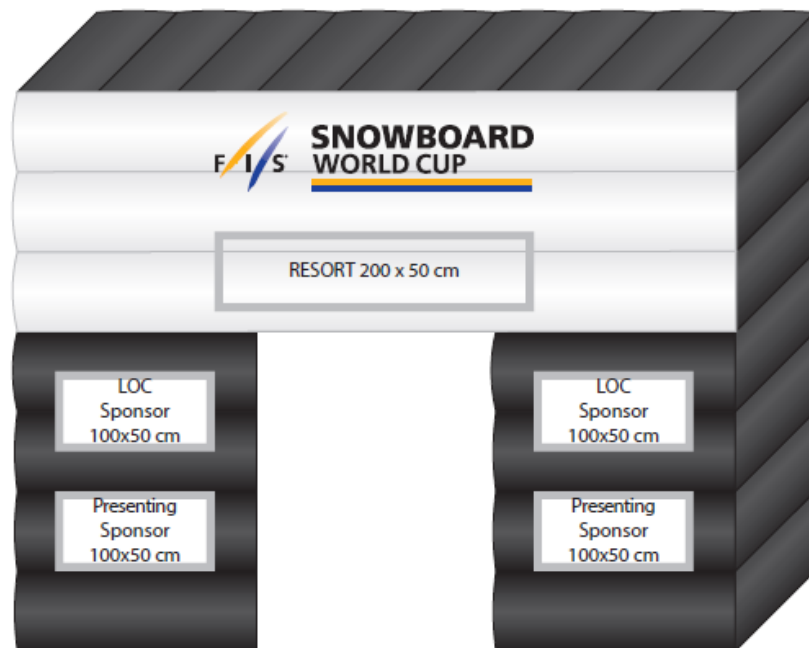 F I S
SNOWBOARD
WORLD CUP
RESORT 200 x 50 cm
LOC
Sponsor
100x50 cm
LOC
Sponsor
100x50 cm
Presenting
Sponsor
100x50 cm
Presenting
Sponsor
100x50 cm